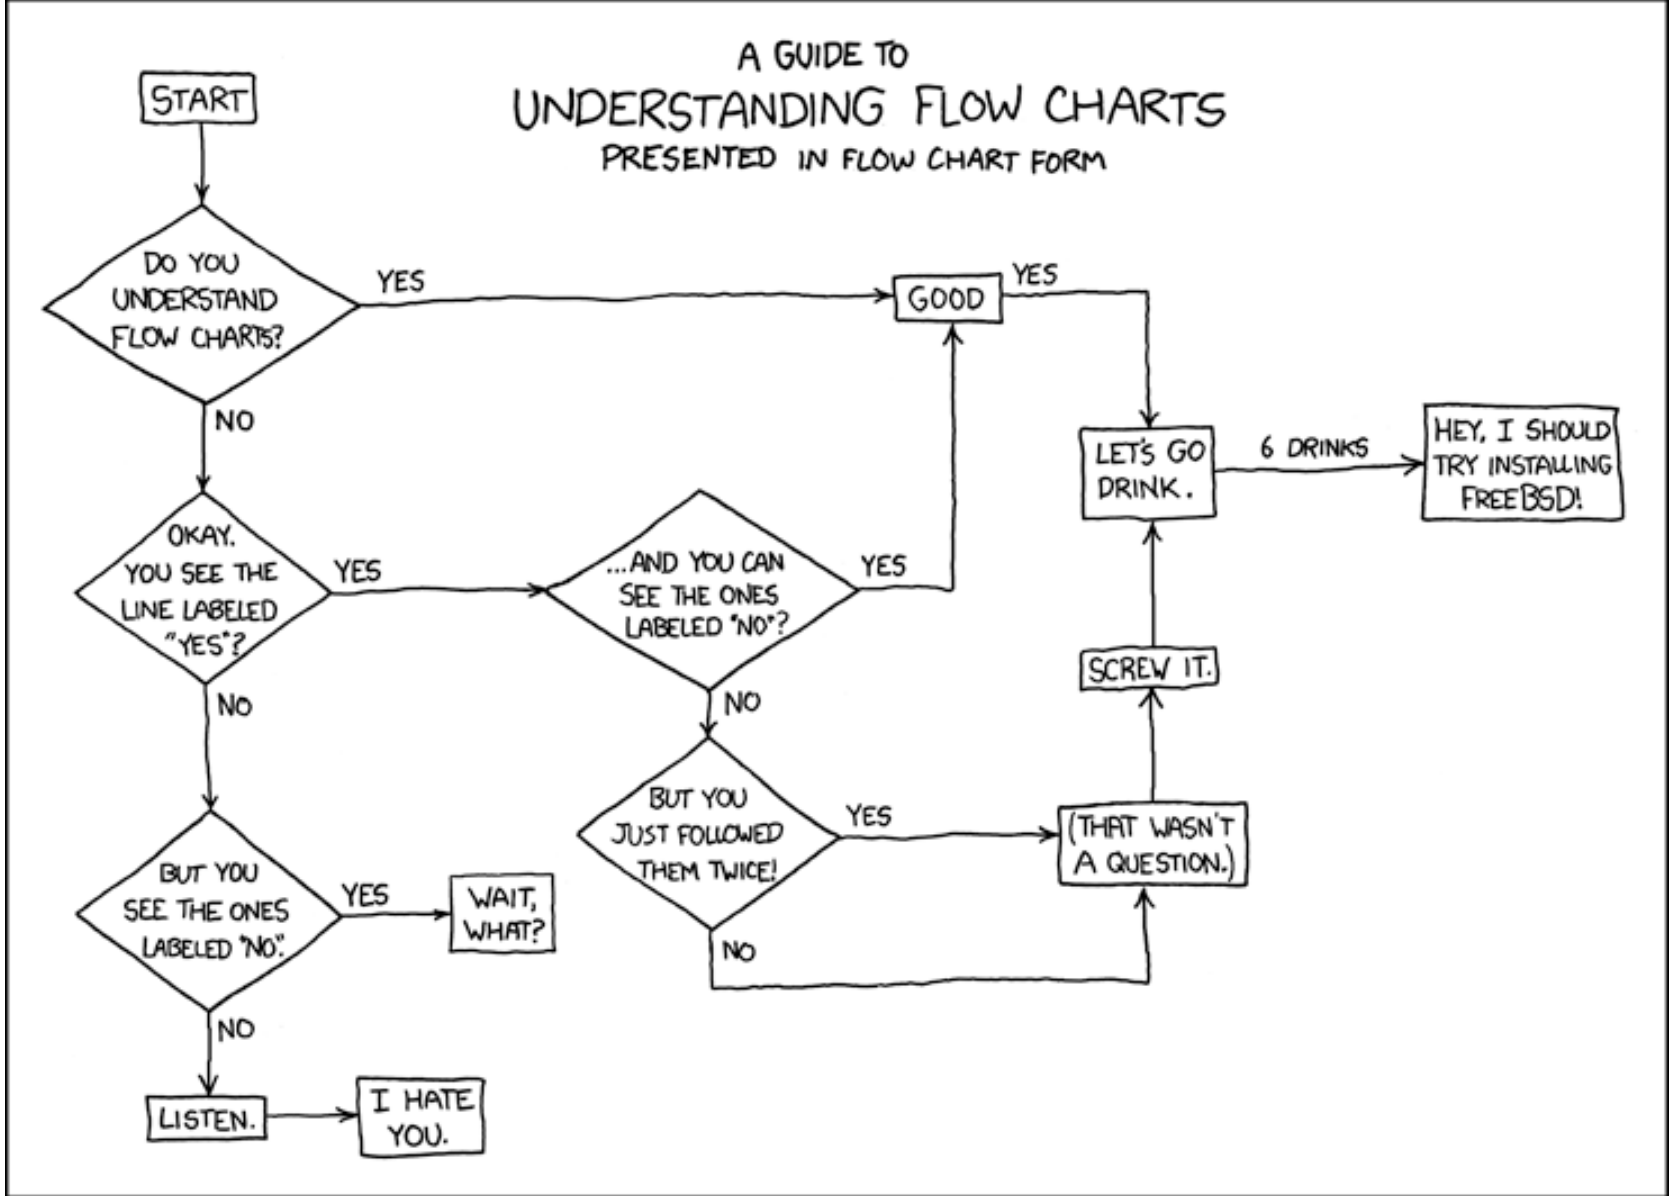 A GUIDE TO
UNDERSTANDING FLOW CHARTS
PRESENTED IN FLOW CHART FORM
START
DO YOU
UNDERSTAND
FLOW CHARTS?
YES
GOOD
YES
NO
LET'S GO
DRINK.
6 DRINKS
HEY, I SHOULD
TRY INSTALLING
FREEBSD!
OKAY.
YOU SEE THE
LINE LABELED
"YES"?
YES
...AND YOU CAN
SEE THE ONES
LABELED "NO"?
YES
NO
NO
SCREW IT.
BUT YOU
JUST FOLLOWED
THEM TWICE!
YES
(THAT WASN'T
A QUESTION.)
NO
BUT YOU
SEE THE ONES
LABELED "NO".
YES
WAIT,
WHAT?
NO
LISTEN.
I HATE
YOU.